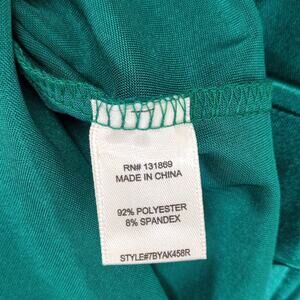 RN# 131869
MADE IN CHINA
92% POLYESTER
8% SPANDEX
STYLE#7BYAK458R